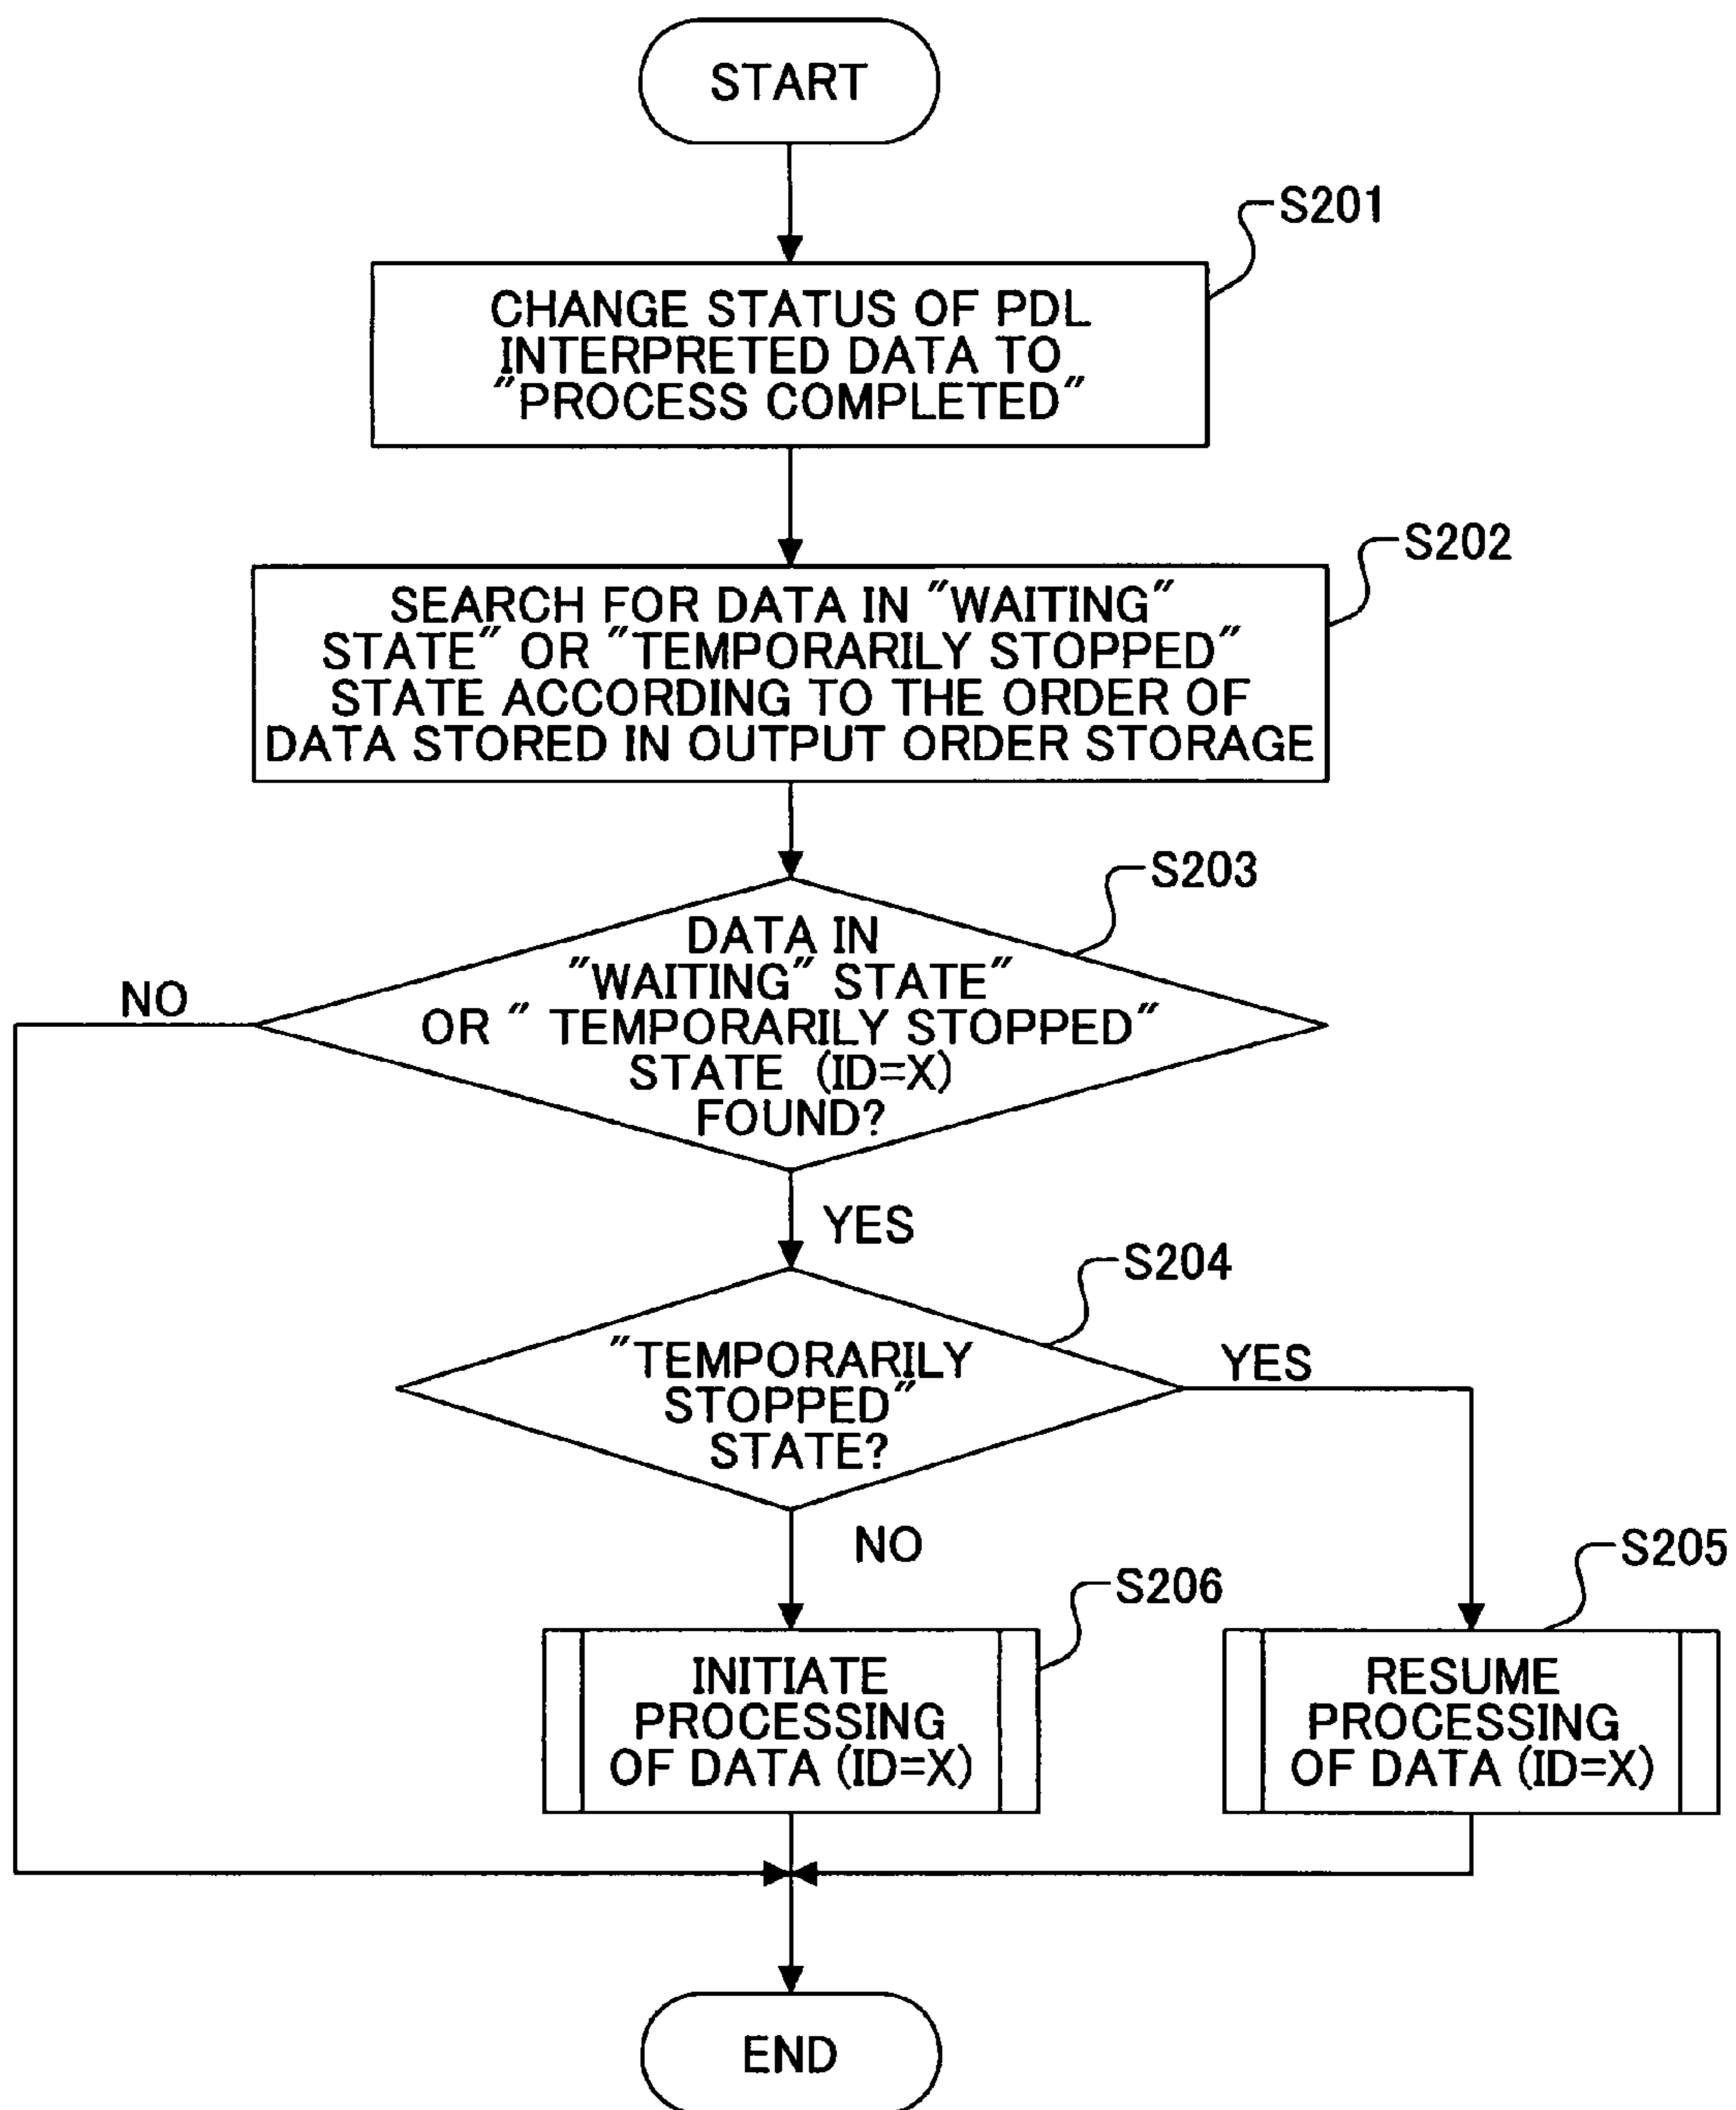 START
S201
CHANGE STATUS OF PDL
INTERPRETED DATA TO
"PROCESS COMPLETED"
S202
SEARCH FOR DATA IN "WAITING"
STATE" OR "TEMPORARILY STOPPED"
STATE ACCORDING TO THE ORDER OF
DATA STORED IN OUTPUT ORDER STORAGE
S203
DATA IN
"WAITING" STATE"
OR " TEMPORARILY STOPPED"
STATE (ID=X)
FOUND?
NO
YES
S204
"TEMPORARILY
STOPPED"
STATE?
YES
NO
S206
INITIATE
PROCESSING
OF DATA (ID=X)
S205
RESUME
PROCESSING
OF DATA (ID=X)
END